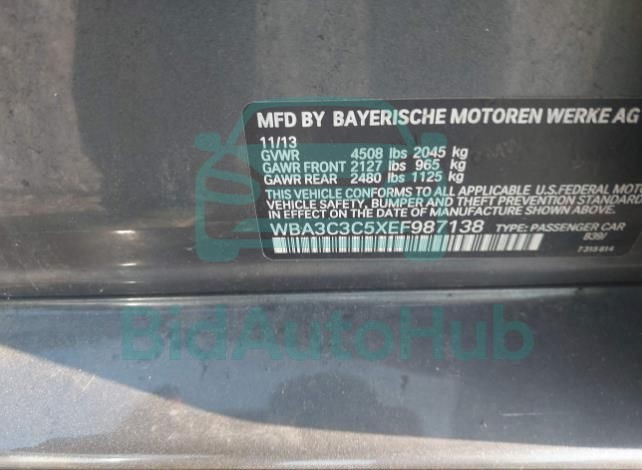 MFD BY BAYERISCHE MOTOREN WERKE AG
11/13
GVWR 4508 lbs 2045 kg
GAWR FRONT 2127 lbs 965 kg
GAWR REAR 2480 lbs 1125 kg
THIS VEHICLE CONFORMS TO ALL APPLICABLE U.S.FEDERAL MOTOR
VEHICLE SAFETY, BUMPER AND THEFT PREVENTION STANDARDS
IN EFFECT ON THE DATE OF MANUFACTURE SHOWN ABOVE.
WBA3C3C5XEF987138 TYPE: PASSENGER CAR
BidAutoHub